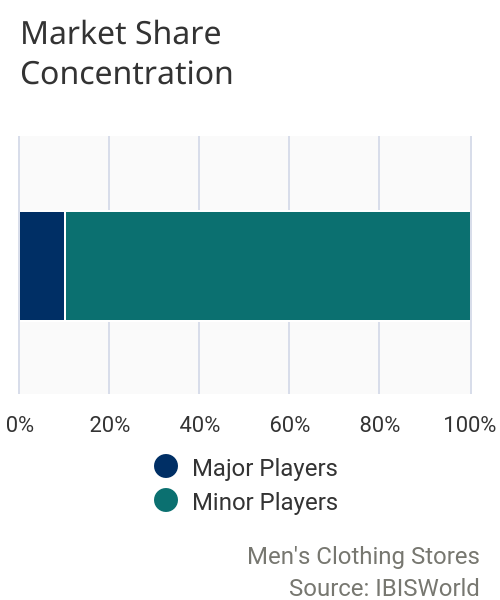 Market Share
Concentration
0% 20% 40% 60% 80% 100%
Major Players
Minor Players
Men's Clothing Stores
Source: IBISWorld